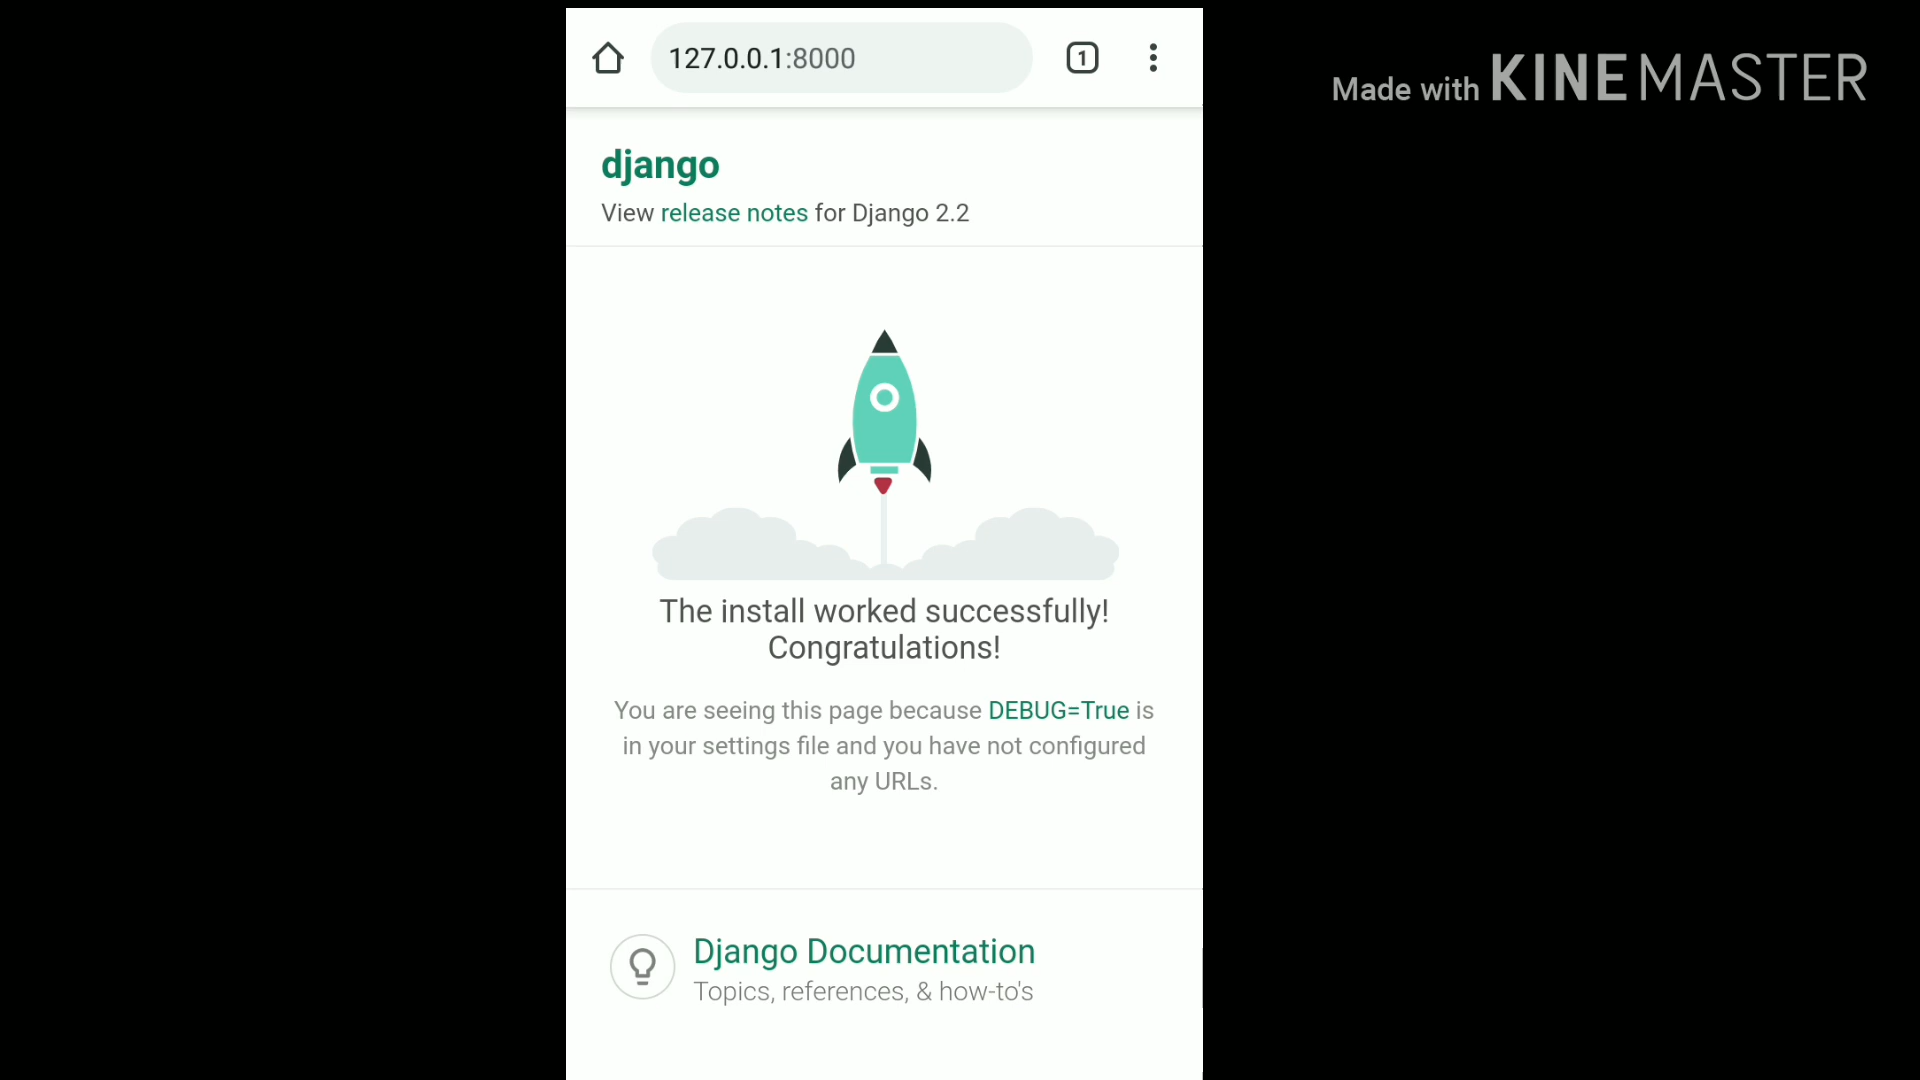 127.0.0.1:8000
1
Made with KINEMASTER
django
View release notes for Django 2.2
The install worked successfully!
Congratulations!
You are seeing this page because DEBUG=True is
in your settings file and you have not configured
any URLs.
Django Documentation
Topics, references, & how-to's